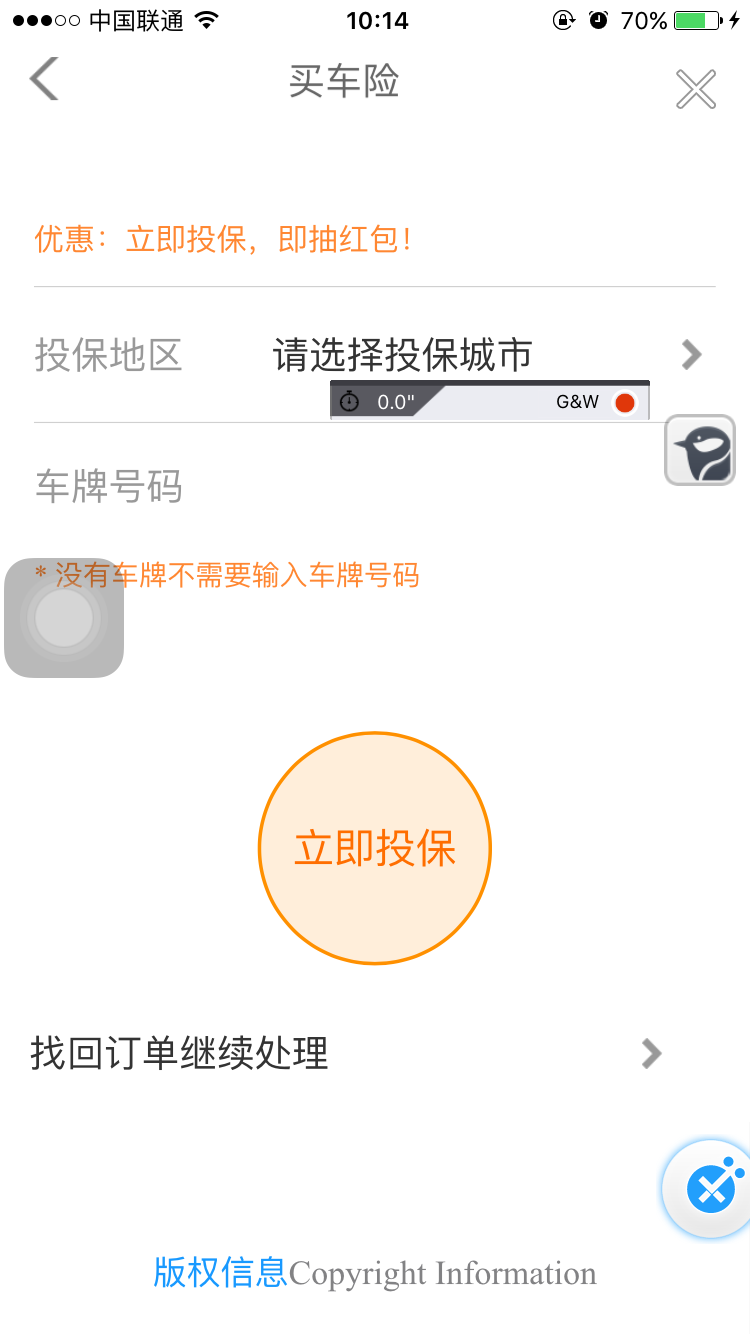 中国联通 10:14 70%
买车险
优惠：立即投保，即抽红包！
投保地区 请选择投保城市
0.0" G&W
车牌号码
* 没有车牌不需要输入车牌号码
立即投保
找回订单继续处理
版权信息Copyright Information